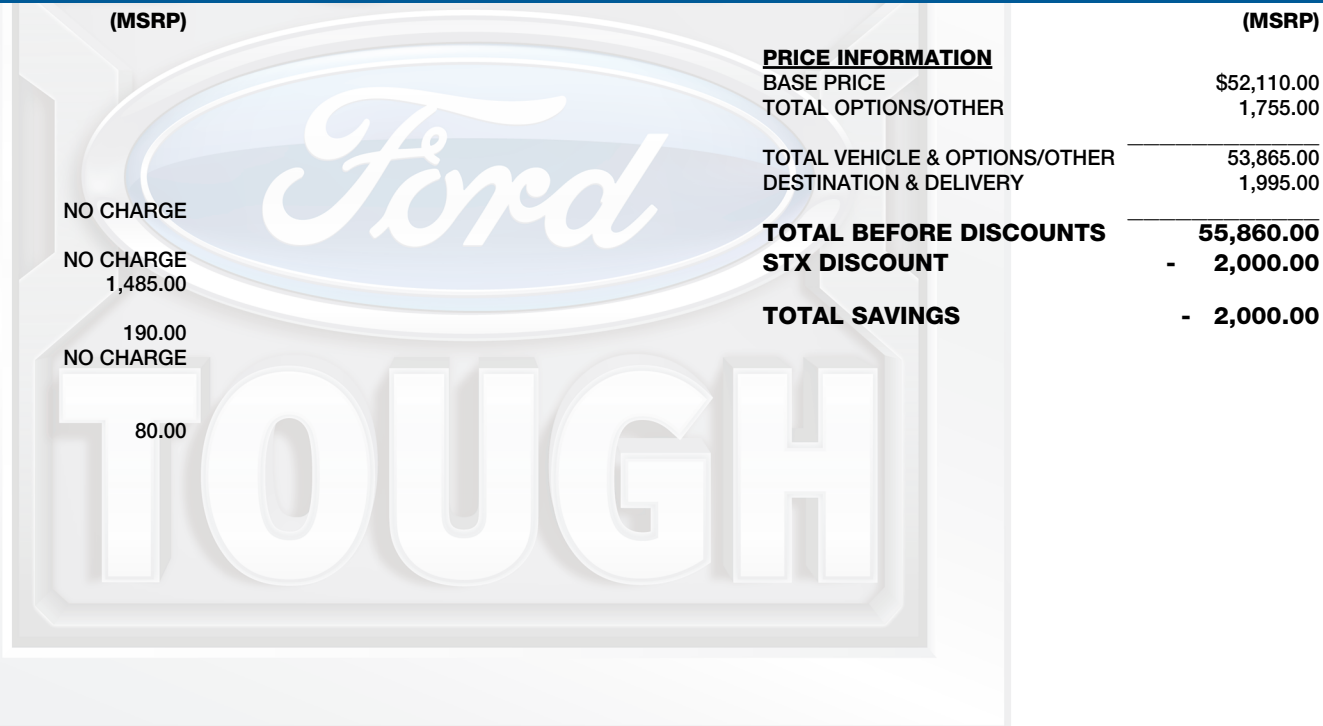 (MSRP)
NO CHARGE
NO CHARGE
1,485.00
190.00
NO CHARGE
80.00
(MSRP)
PRICE INFORMATION
BASE PRICE $52,110.00
TOTAL OPTIONS/OTHER 1,755.00
TOTAL VEHICLE & OPTIONS/OTHER 53,865.00
DESTINATION & DELIVERY 1,995.00
TOTAL BEFORE DISCOUNTS 55,860.00
STX DISCOUNT - 2,000.00
TOTAL SAVINGS - 2,000.00
Ford
TOUGH